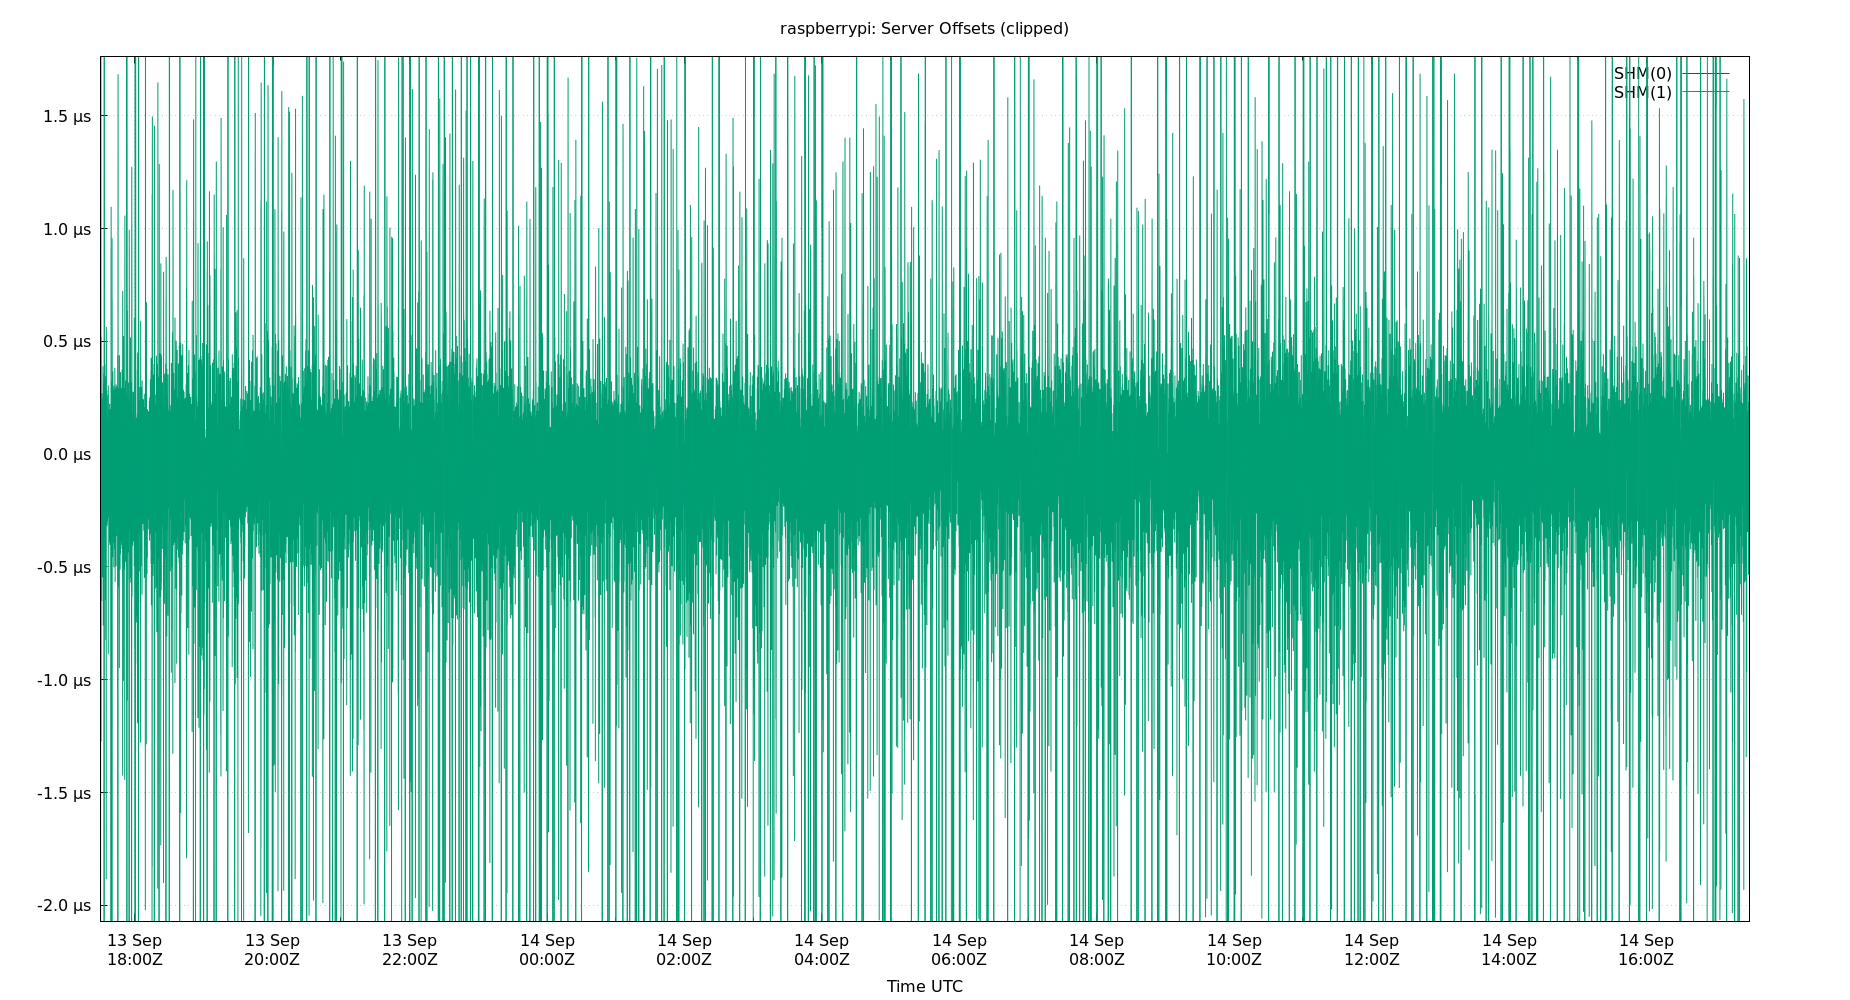 raspberrypi: Server Offsets (clipped)
SHM(0)
SHM(1)
1.5 µs
1.0 µs
0.5 µs
0.0 µs
-0.5 µs
-1.0 µs
-1.5 µs
-2.0 µs
13 Sep 13 Sep 13 Sep 14 Sep 14 Sep 14 Sep 14 Sep 14 Sep 14 Sep 14 Sep 14 Sep 14 Sep
18:00Z 20:00Z 22:00Z 00:00Z 02:00Z 04:00Z 06:00Z 08:00Z 10:00Z 12:00Z 14:00Z 16:00Z
Time UTC